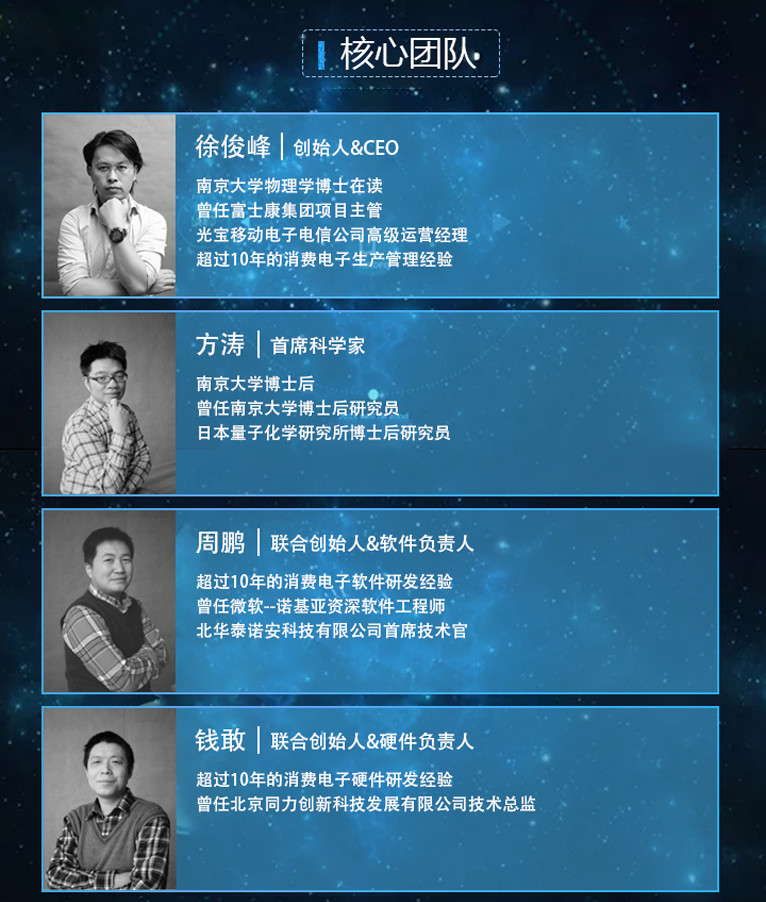 核心团队
徐俊峰 | 创始人&CEO
南京大学物理学博士在读
曾任富士康集团项目主管
光宝移动电子电信公司高级运营经理
超过10年的消费电子生产管理经验
方涛 | 首席科学家
南京大学博士后
曾任南京大学博士后研究员
日本量子化学研究所博士后研究员
周鹏 | 联合创始人&软件负责人
超过10年的消费电子软件研发经验
曾任微软--诺基亚资深软件工程师
北华泰诺安科技有限公司首席技术官
钱敢 | 联合创始人&硬件负责人
超过10年的消费电子硬件研发经验
曾任北京同力创新科技发展有限公司技术总监